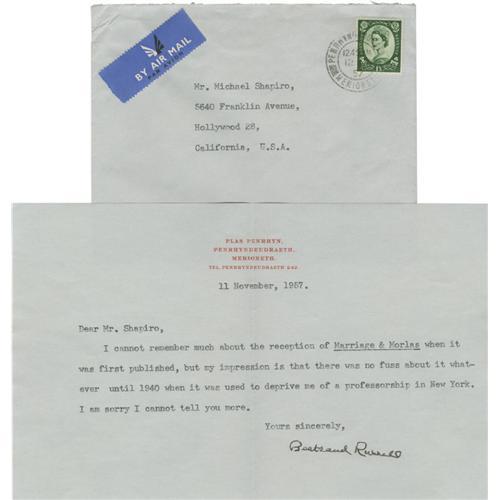 BY AIR MAIL
PAR AVION
Mr. Michael Shapiro,
5640 Franklin Avenue,
Hollywood 28,
California, U.S.A.
PLAS PENRHYN,
PENRHYNDEUDRAETH,
MERIONETH.
TEL. PENRHYNDEUDRAETH 242.
11 November, 1957.
Dear Mr. Shapiro,
I cannot remember much about the reception of Marriage & Morlas when it
was first published, but my impression is that there was no fuss about it what-
ever until 1940 when it was used to deprive me of a professorship in New York.
I am sorry I cannot tell you more.
Yours sincerely,
Bertrand Russell